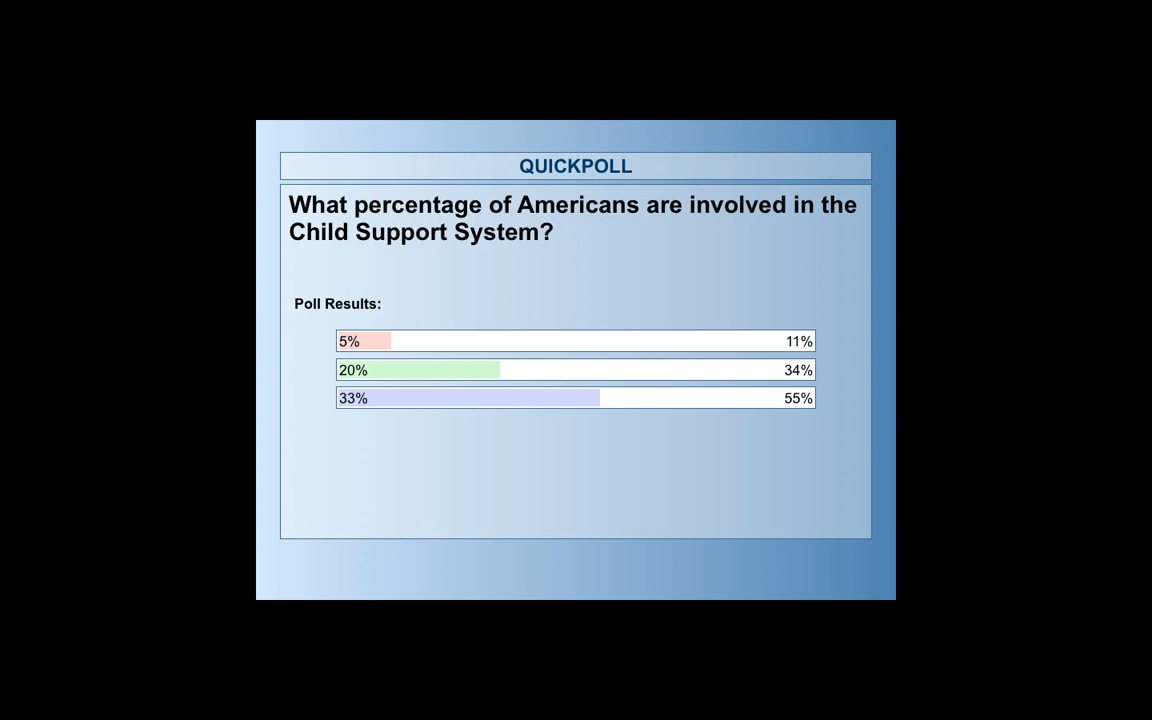 QUICKPOLL
What percentage of Americans are involved in the
Child Support System?
Poll Results:
5% 11%
20% 34%
33% 55%